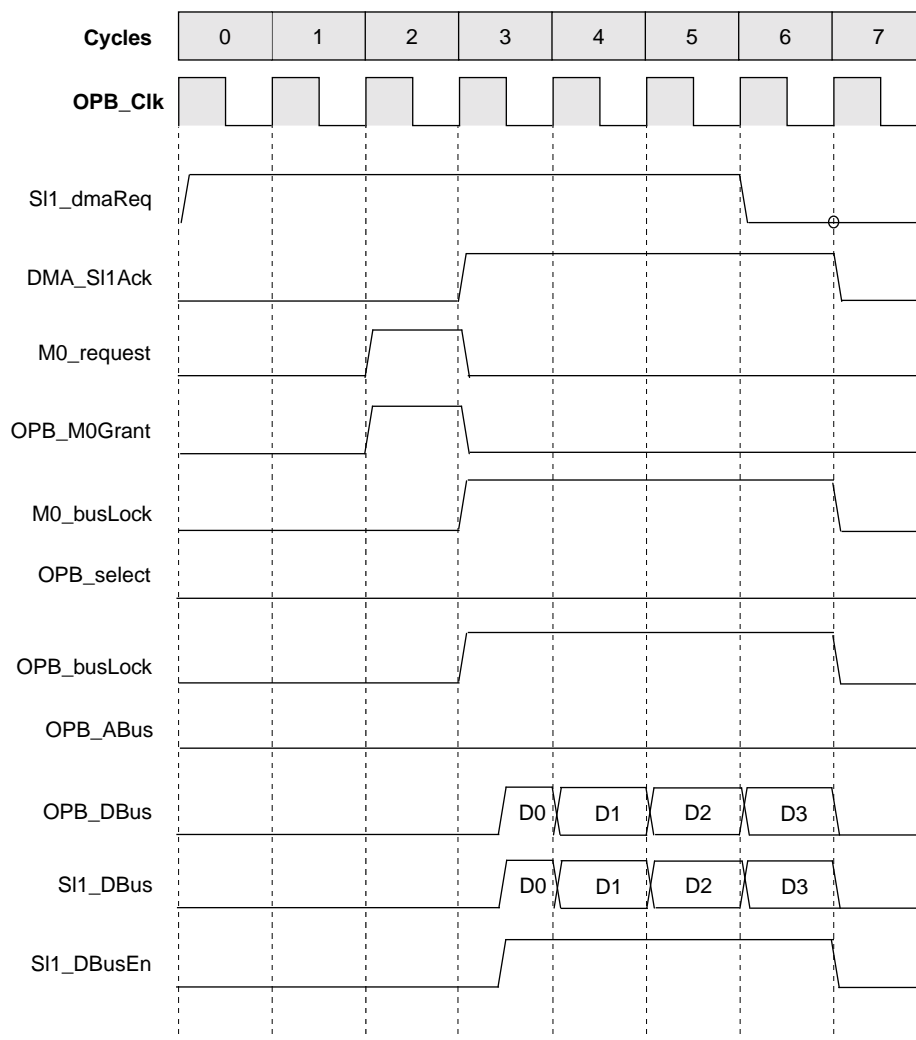 Cycles 0 1 2 3 4 5 6 7
OPB_Clk
Sl1_dmaReq
DMA_Sl1Ack
M0_request
OPB_M0Grant
M0_busLock
OPB_select
OPB_busLock
OPB_ABus
OPB_DBus D0 D1 D2 D3
Sl1_DBus D0 D1 D2 D3
Sl1_DBusEn